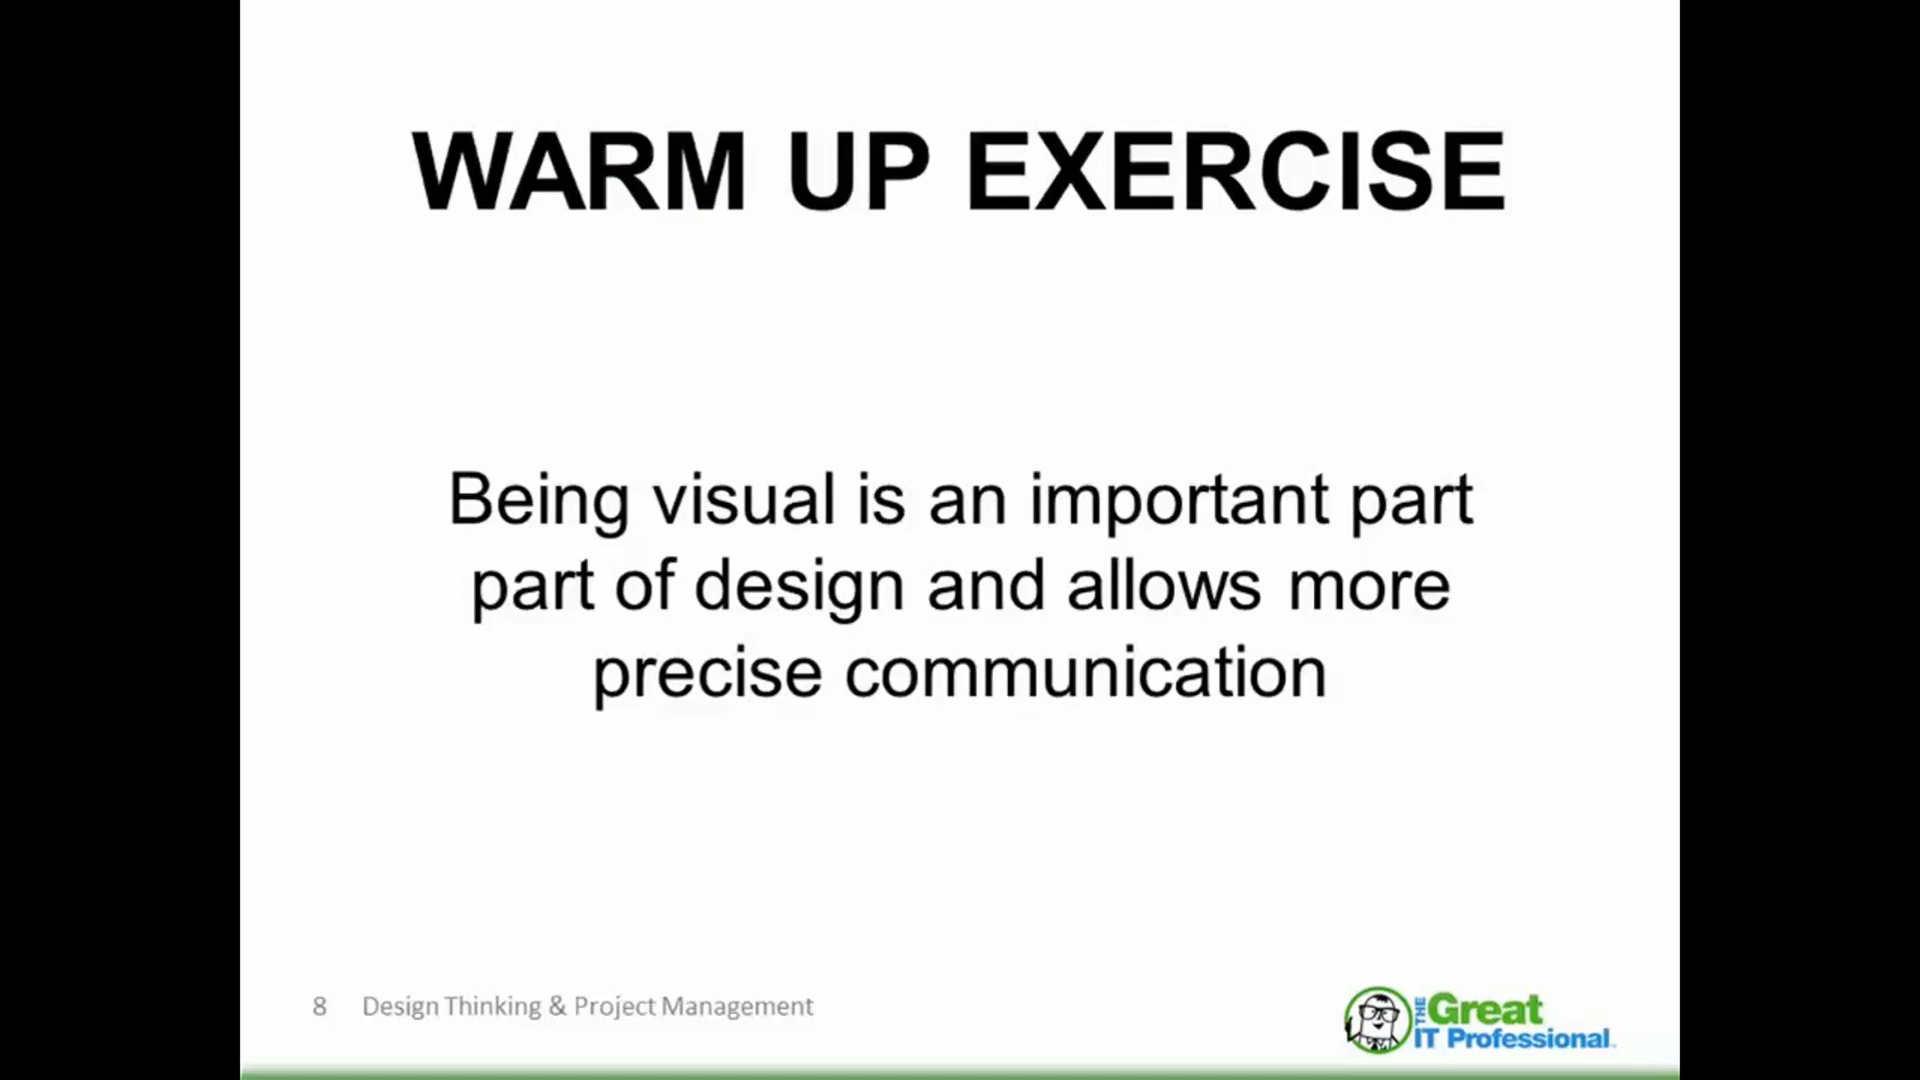 WARM UP EXERCISE
Being visual is an important part
part of design and allows more
precise communication
8 Design Thinking & Project Management
THE Great
IT Professional